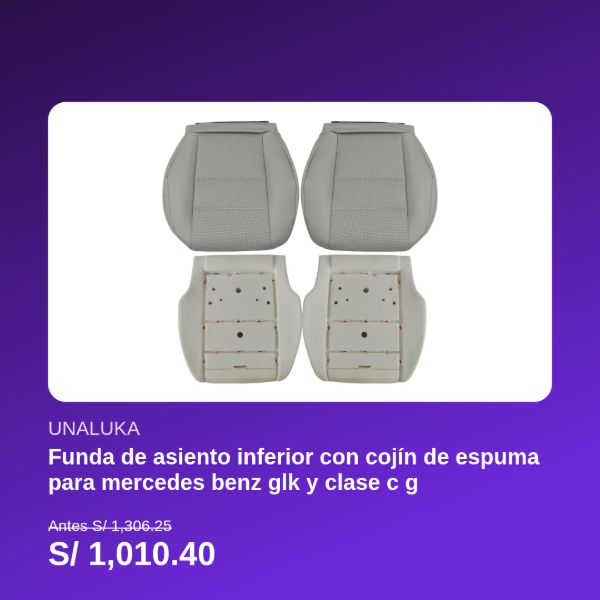 UNALUKA
Funda de asiento inferior con cojín de espuma
para mercedes benz glk y clase c g
Antes S/ 1,306.25
S/ 1,010.40